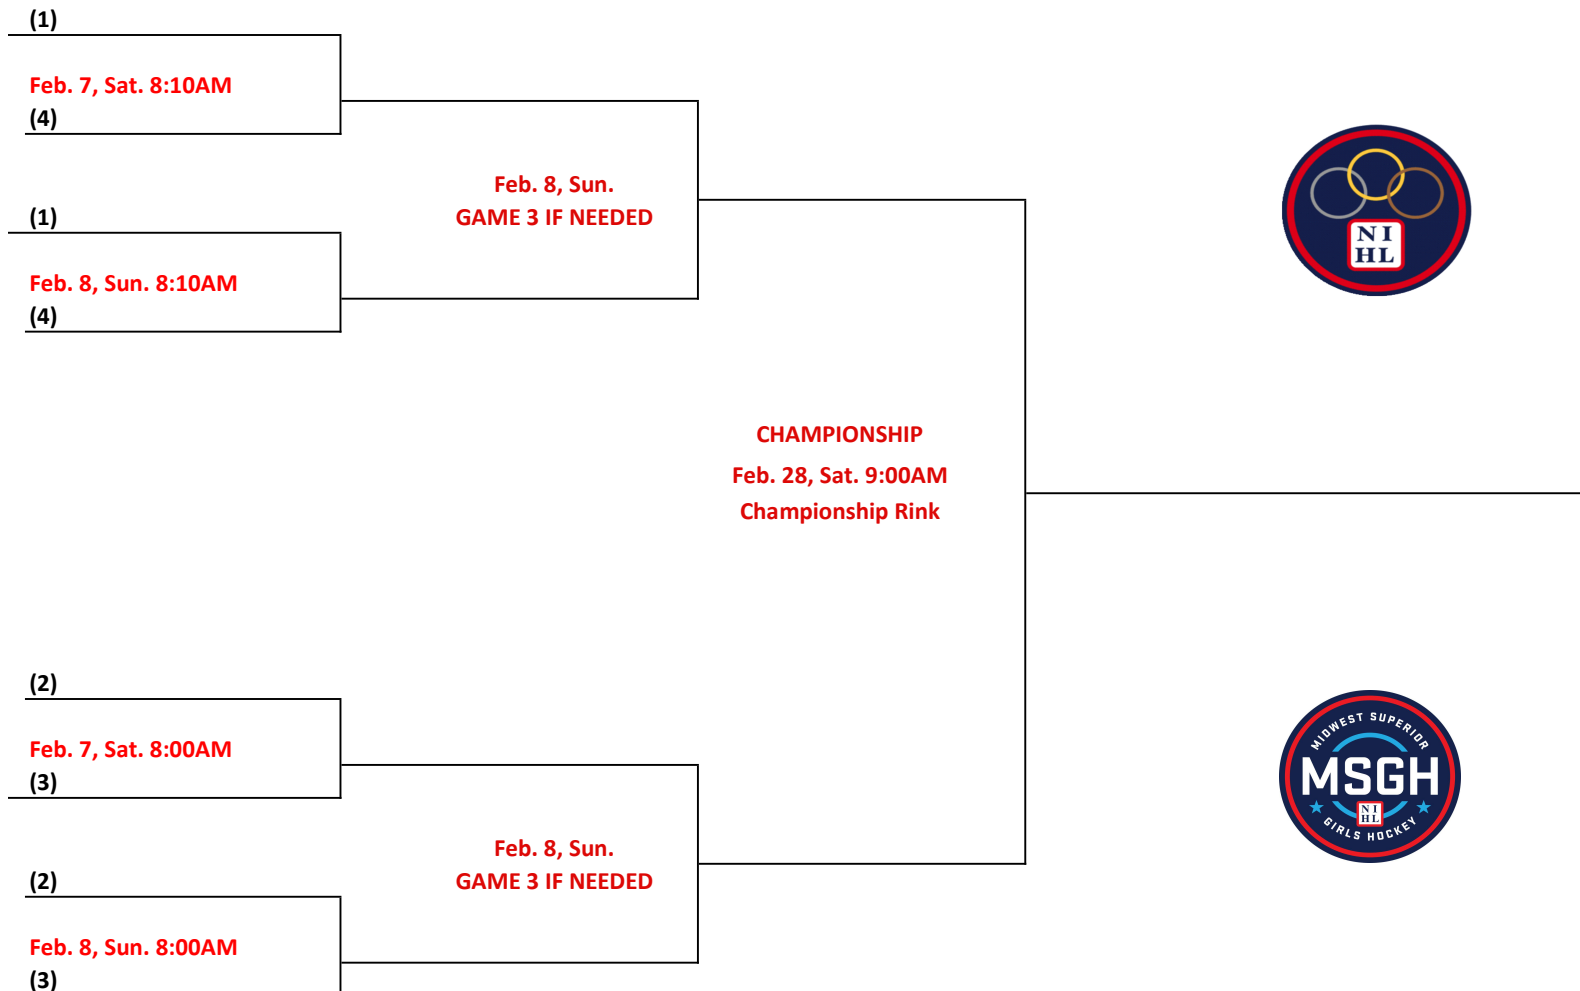 (1)
Feb. 7, Sat. 8:10AM
(4)
Feb. 8, Sun.
GAME 3 IF NEEDED
(1)
Feb. 8, Sun. 8:10AM
(4)
NI
HL
CHAMPIONSHIP
Feb. 28, Sat. 9:00AM
Championship Rink
(2)
Feb. 7, Sat. 8:00AM
(3)
Feb. 8, Sun.
GAME 3 IF NEEDED
(2)
Feb. 8, Sun. 8:00AM
(3)
MIDWEST SUPERIOR
MSGH
NI
HL
GIRLS HOCKEY